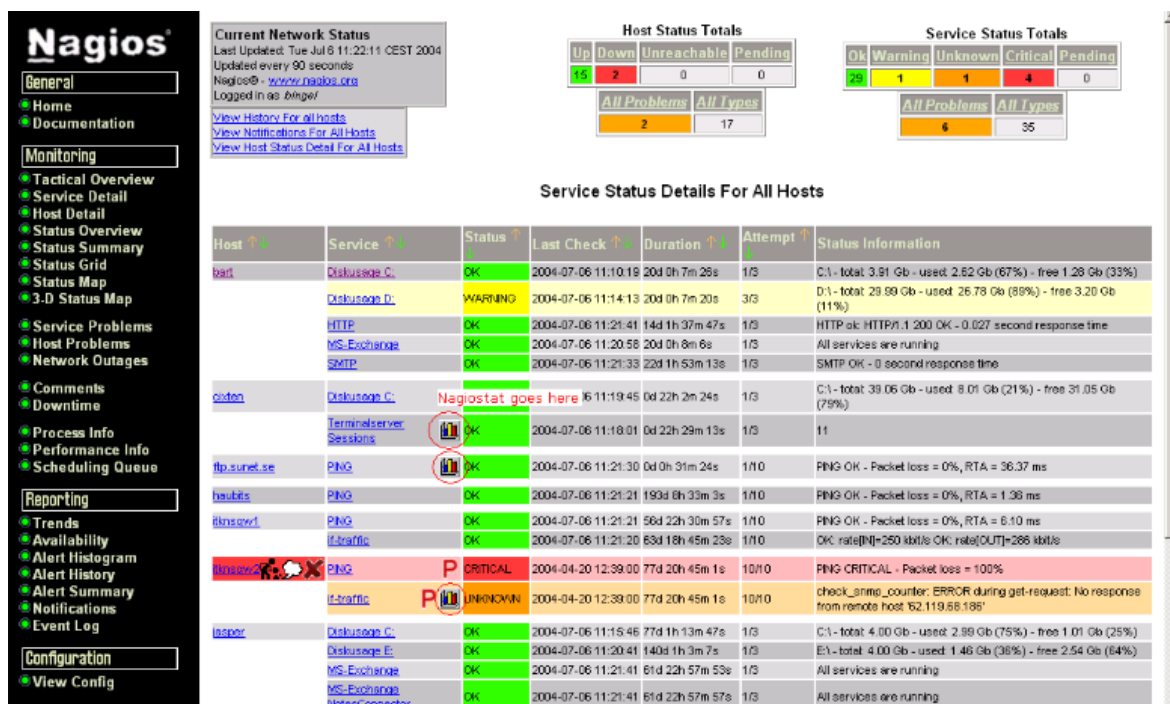 Nagios®
General
Home
Documentation
Monitoring
Tactical Overview
Service Detail
Host Detail
Status Overview
Status Summary
Status Grid
Status Map
3-D Status Map
Service Problems
Host Problems
Network Outages
Comments
Downtime
Process Info
Performance Info
Scheduling Queue
Reporting
Trends
Availability
Alert Histogram
Alert History
Alert Summary
Notifications
Event Log
Configuration
View Config
Current Network Status
Last Updated: Tue Jul 6 11:22:11 CEST 2004
Updated every 90 seconds
Nagios® - www.nagios.org
Logged in as bingel
View History For all hosts
View Notifications For All Hosts
View Host Status Detail For All Hosts
Host Status Totals
Up Down Unreachable Pending
15 2 0 0
All Problems All Types
2 17
Service Status Totals
Ok Warning Unknown Critical Pending
29 1 1 4 0
All Problems All Types
6 35
Service Status Details For All Hosts
Host Service Status Last Check Duration Attempt Status Information
bart Diskusage C: OK 2004-07-06 11:10:19 20d 0h 7m 26s 1/3 C:\ - total: 3.91 Gb - used: 2.62 Gb (67%) - free 1.28 Gb (33%)
Diskusage D: WARNING 2004-07-06 11:14:13 20d 0h 7m 20s 3/3 D:\ - total: 29.99 Gb - used: 26.78 Gb (89%) - free 3.20 Gb
(11%)
HTTP OK 2004-07-06 11:21:41 14d 1h 37m 47s 1/3 HTTP ok: HTTP/1.1 200 OK - 0.027 second response time
MS-Exchange OK 2004-07-06 11:20:58 20d 0h 8m 6s 1/3 All services are running
SMTP OK 2004-07-06 11:21:33 22d 1h 53m 13s 1/3 SMTP OK - 0 second response time
cixten Diskusage C: Nagiostat goes here 6 11:19:45 0d 22h 2m 24s 1/3 C:\ - total: 39.06 Gb - used: 8.01 Gb (21%) - free 31.05 Gb
(79%)
Terminalserver
Sessions OK 2004-07-06 11:18:01 0d 22h 29m 13s 1/3 11
ftp.sunet.se PING OK 2004-07-06 11:21:30 0d 0h 31m 24s 1/10 PING OK - Packet loss = 0%, RTA = 36.37 ms
haubits PING OK 2004-07-06 11:21:21 193d 8h 33m 3s 1/10 PING OK - Packet loss = 0%, RTA = 1.36 ms
itknsgw1 PING OK 2004-07-06 11:21:21 56d 22h 30m 57s 1/10 PING OK - Packet loss = 0%, RTA = 6.10 ms
if-traffic OK 2004-07-06 11:21:20 63d 18h 45m 23s 1/10 OK: rate[IN]=250 kbit/s OK: rate[OUT]=286 kbit/s
PING P CRITICAL 2004-04-20 12:39:00 77d 20h 45m 1s 10/10 PING CRITICAL - Packet loss = 100%
if-traffic P UNKNOWN 2004-04-20 12:39:00 77d 20h 45m 1s 10/10 check_snmp_counter: ERROR during get-request: No response
from remote host '62.119.68.186'
jasper Diskusage C: OK 2004-07-06 11:15:46 77d 1h 13m 47s 1/3 C:\ - total: 4.00 Gb - used: 2.99 Gb (75%) - free 1.01 Gb (25%)
Diskusage E: OK 2004-07-06 11:20:41 140d 1h 3m 7s 1/3 E:\ - total: 4.00 Gb - used: 1.46 Gb (36%) - free 2.54 Gb (64%)
MS-Exchange OK 2004-07-06 11:21:41 61d 22h 57m 53s 1/3 All services are running
MS-Exchange
NotesConnector OK 2004-07-06 11:21:41 61d 22h 57m 57s 1/3 All services are running